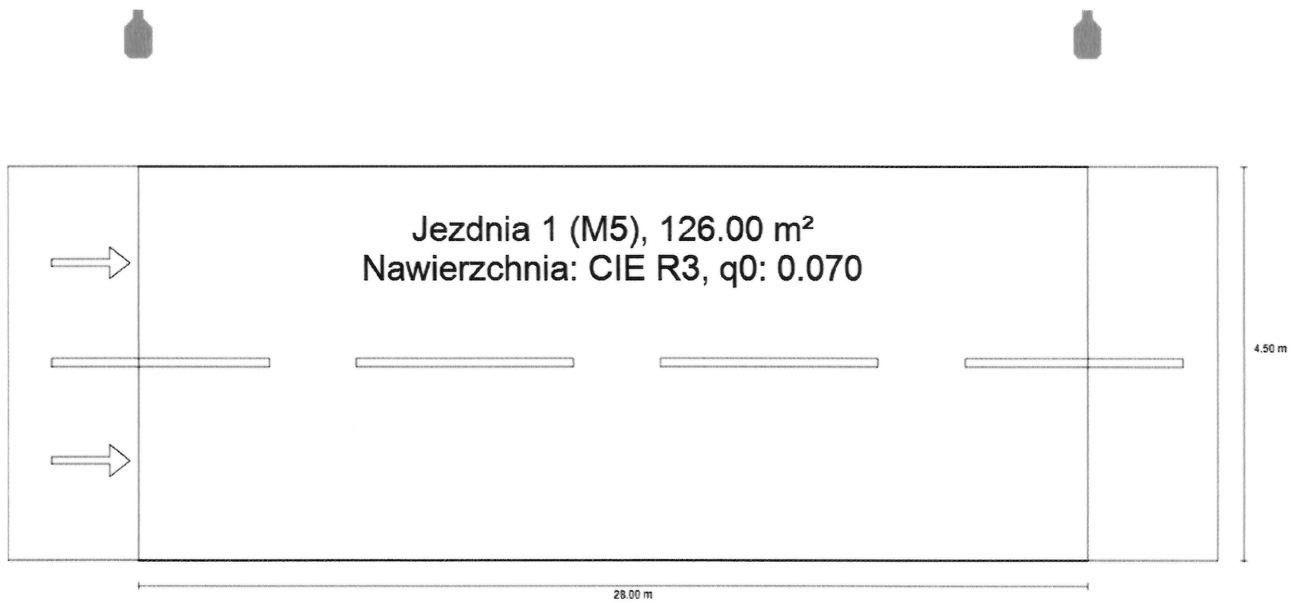 Jezdnia 1 (M5), 126.00 m²
Nawierzchnia: CIE R3, q0: 0.070
4.50 m
28.00 m